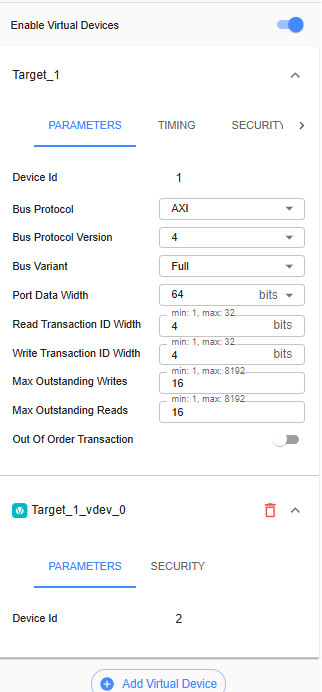 Enable Virtual Devices
Target_1
PARAMETERS TIMING SECURITY
Device Id 1
Bus Protocol AXI
Bus Protocol Version 4
Bus Variant Full
Port Data Width 64 bits
min: 1, max: 32
Read Transaction ID Width 4 bits
min: 1, max: 32
Write Transaction ID Width 4 bits
min: 1, max: 8192
Max Outstanding Writes 16
min: 1, max: 8192
Max Outstanding Reads 16
Out Of Order Transaction
Target_1_vdev_0
PARAMETERS SECURITY
Device Id 2
Add Virtual Device